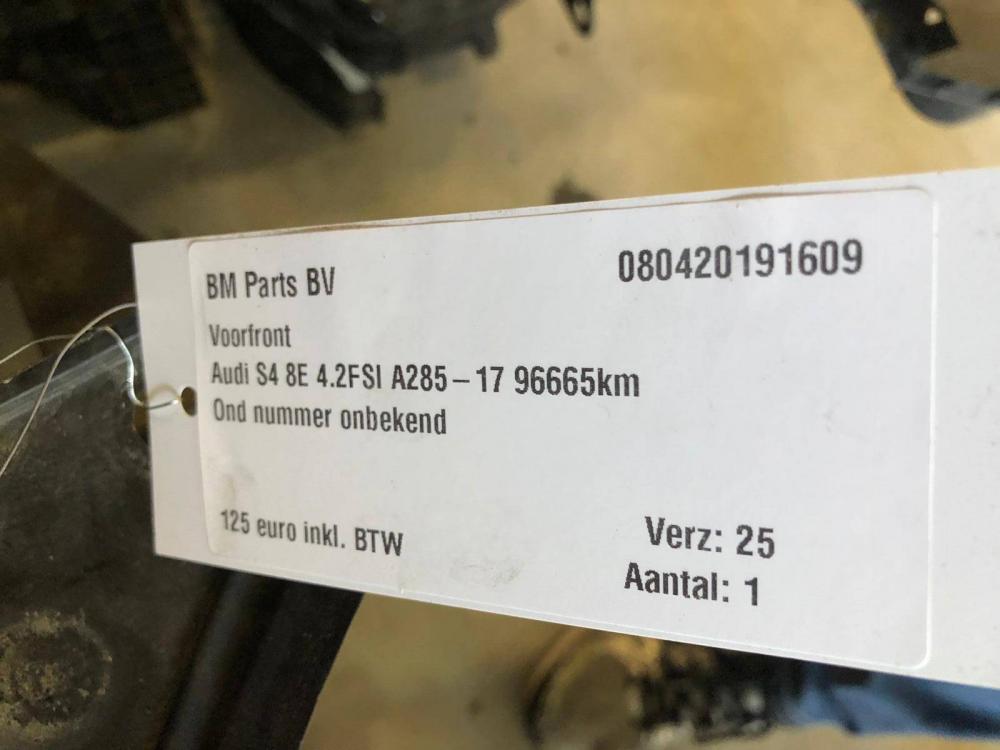 BM Parts BV
080420191609
Voorfront
Audi S4 8E 4.2FSI A285-17 96665km
Ond nummer onbekend
125 euro inkl. BTW
Verz: 25
Aantal: 1